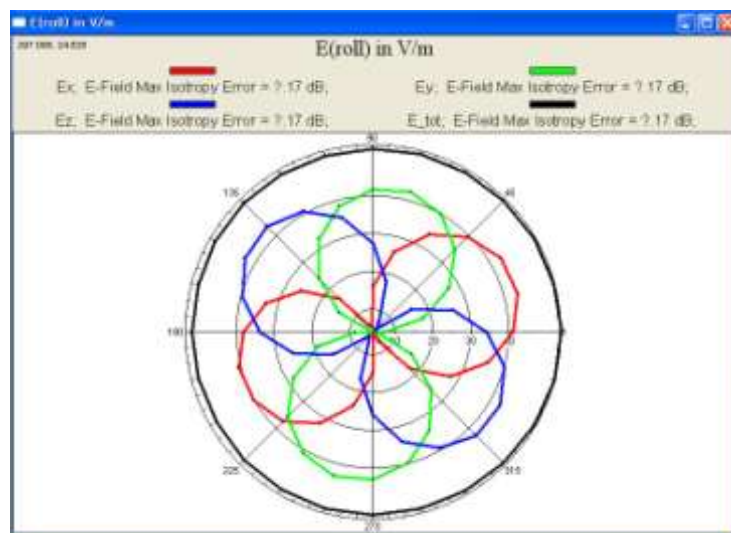 E(roll) in V/m
E(roll) in V/m
Ex; E-Field Max Isotropy Error = ?.17 dB;
Ey; E-Field Max Isotropy Error = ?.17 dB;
Ez; E-Field Max Isotropy Error = ?.17 dB;
E_tot; E-Field Max Isotropy Error = ?.17 dB;
90
135
45
180
20
30
225
315
270